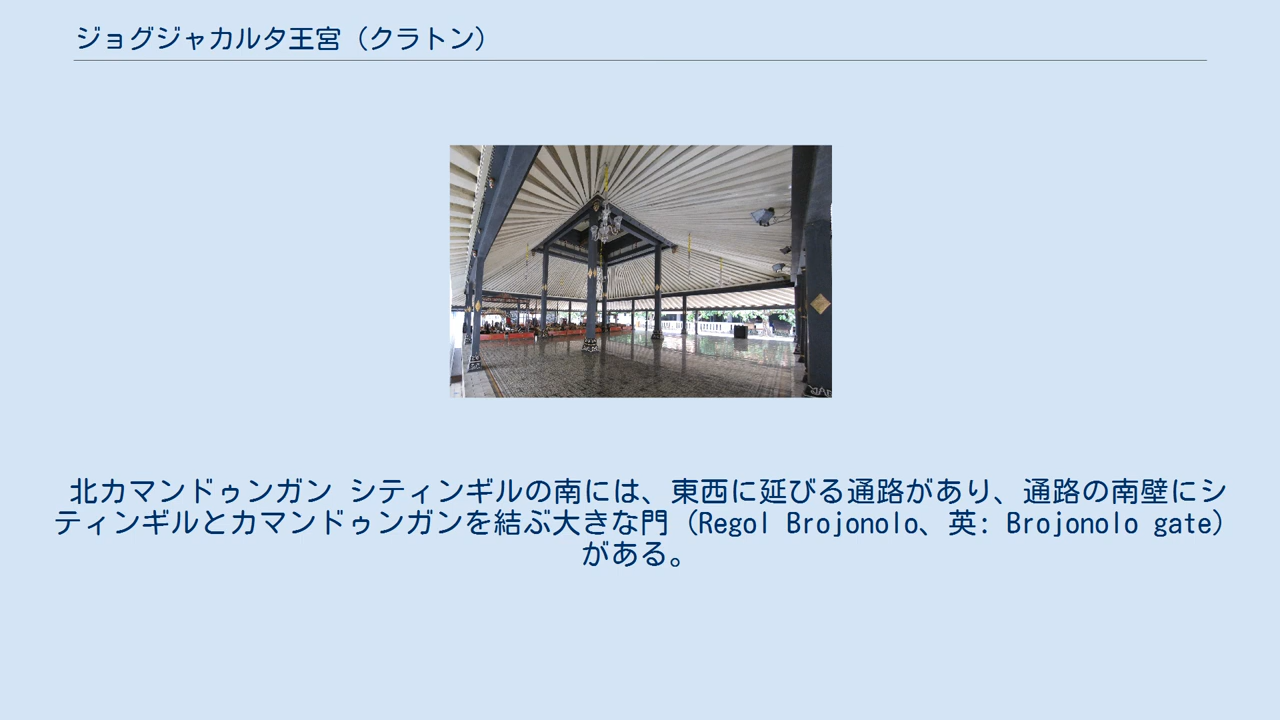 ジョグジャカルタ王宮（クラトン）
北カマンドゥンガン シティンギルの南には、東西に延びる通路があり、通路の南壁にシ
ティンギルとカマンドゥンガンを結ぶ大きな門（Regol Brojonolo、英: Brojonolo gate）
がある。